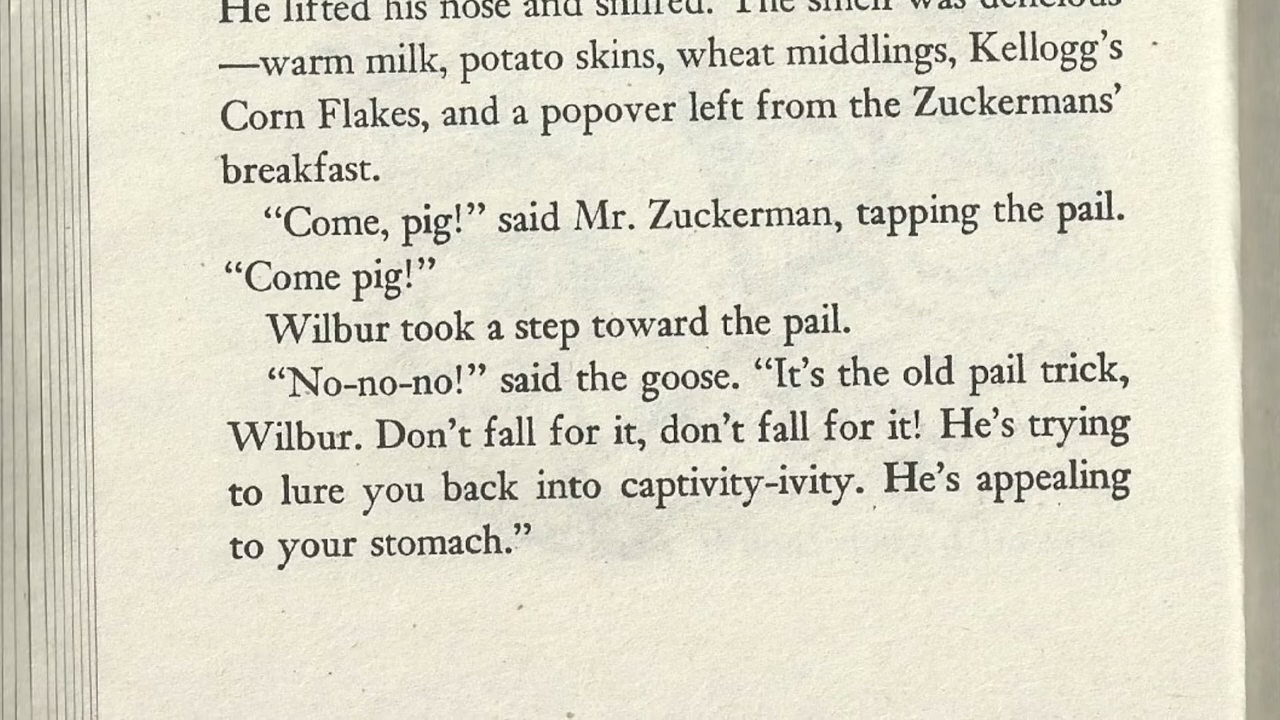 He lifted his nose and sniffed. The smell was delicious
—warm milk, potato skins, wheat middlings, Kellogg's
Corn Flakes, and a popover left from the Zuckermans'
breakfast.
“Come, pig!” said Mr. Zuckerman, tapping the pail.
“Come pig!”
Wilbur took a step toward the pail.
“No-no-no!” said the goose. “It's the old pail trick,
Wilbur. Don't fall for it, don't fall for it! He's trying
to lure you back into captivity-ivity. He's appealing
to your stomach.”